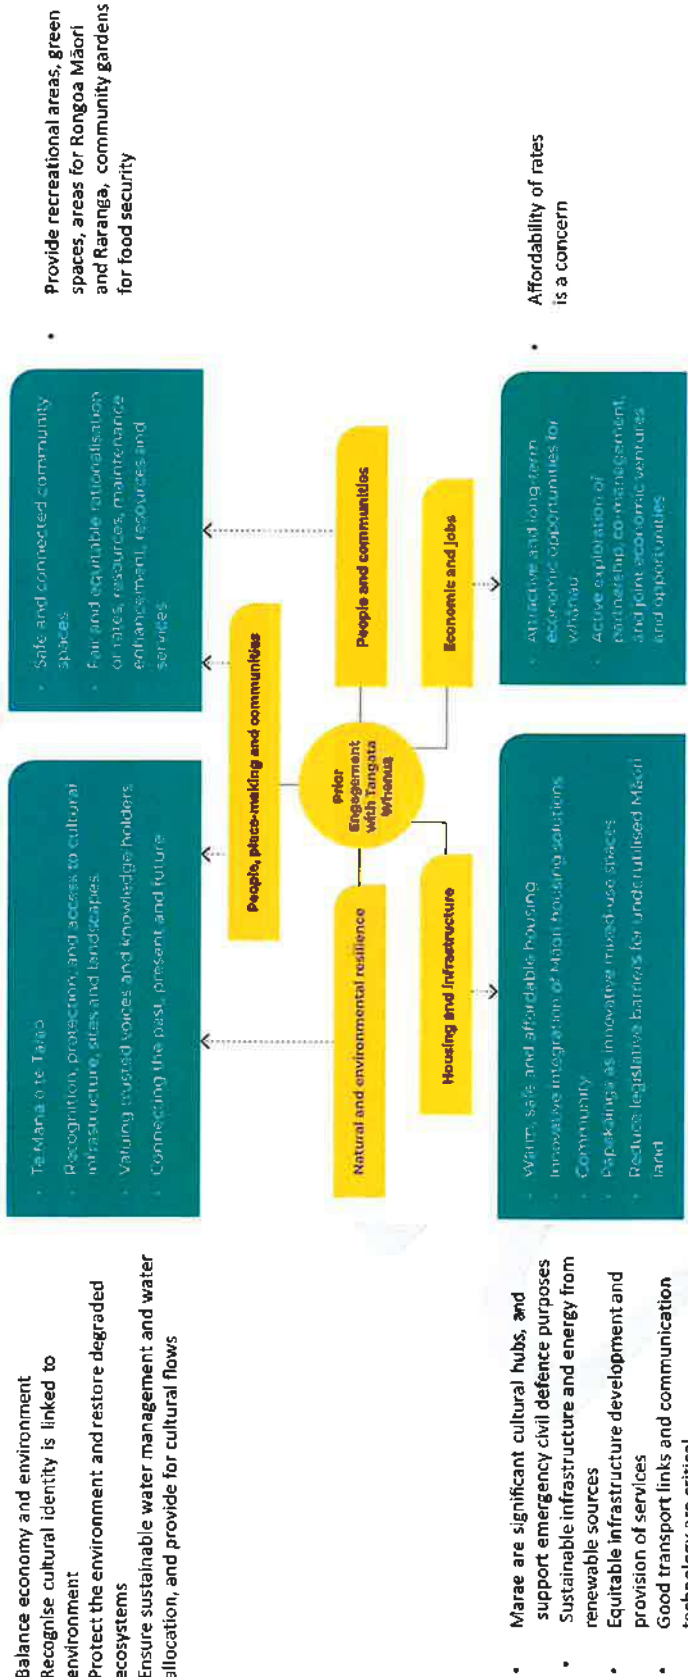 Balance economy and environment
Recognise cultural identity is linked to
environment
Protect the environment and restore degraded
ecosystems
Ensure sustainable water management and water
allocation, and provide for cultural flows
• Te Mana o te Taiao
• Recognition, protection, and access to cultural
infrastructure, sites and landscapes.
• Valuing trusted voices and knowledge holders
• Connecting the past, present and future
• Safe and connected community
spaces
• Fair and equitable rationalisation
of rates, resources, maintenance
enhancement, resources and
services
• Provide recreational areas, green
spaces, areas for Rongoa Māori
and Raranga, community gardens
for food security
People, place-making and communities
Natural and environmental resilience
Prior
Engagement
with Tangata
Whenua
People and communities
Housing and infrastructure
Economic and jobs
• Marae are significant cultural hubs, and
support emergency civil defence purposes
• Sustainable infrastructure and energy from
renewable sources
• Equitable infrastructure development and
provision of services
• Good transport links and communication
technology are critical
• Warm, safe and affordable housing
• Innovative integration of Māori housing solutions
• Community
• Papakāinga as innovative mixed-use spaces
• Reduce legislative barriers for underutilised Māori
land
• Attractive and long-term
economic opportunities for
whānau
• Active exploration of
partnership, co-management,
and joint economic ventures
and opportunities
• Affordability of rates
is a concern